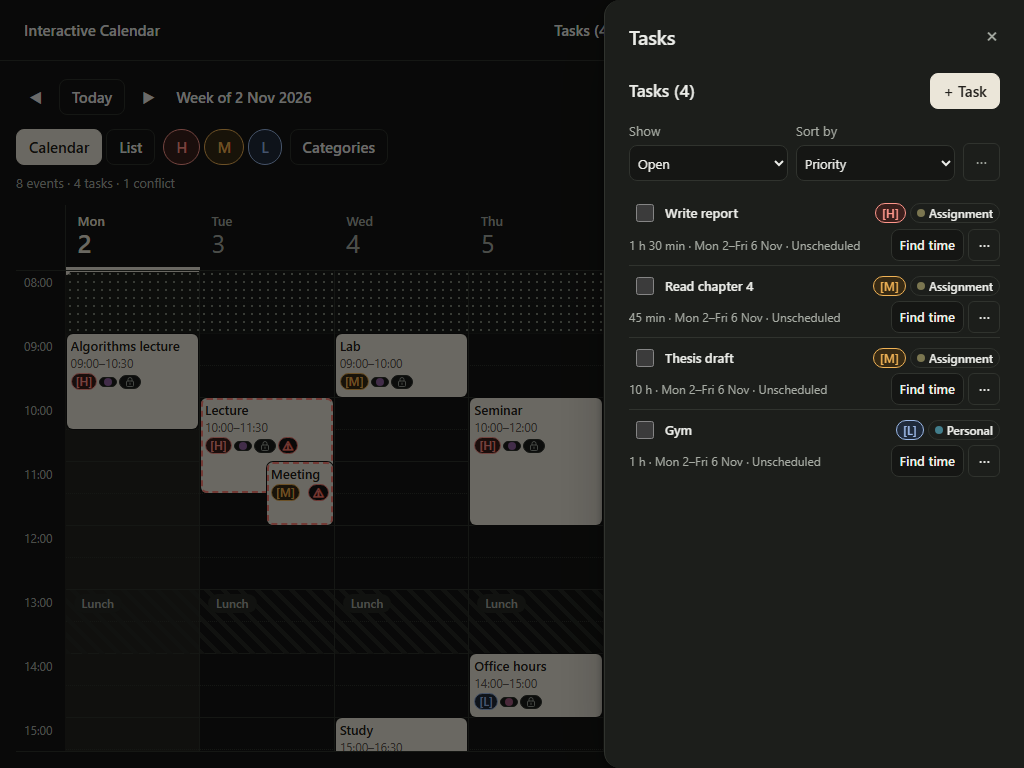 Interactive Calendar
Tasks (4
◀ Today ▶ Week of 2 Nov 2026
Calendar List H M L Categories
8 events · 4 tasks · 1 conflict
Mon 2
Tue 3
Wed 4
Thu 5
08:00
09:00
10:00
11:00
12:00
13:00
14:00
15:00
Algorithms lecture
09:00–10:30
[H]
Lecture
10:00–11:30
[H]
Meeting
[M]
Lab
09:00–10:00
[M]
Seminar
10:00–12:00
[H]
Lunch
Lunch
Lunch
Lunch
Office hours
14:00–15:00
[L]
Study
15:00–16:30
Tasks ×
Tasks (4) + Task
Show Sort by
Open Priority ...
Write report [H] Assignment
1 h 30 min · Mon 2–Fri 6 Nov · Unscheduled Find time ...
Read chapter 4 [M] Assignment
45 min · Mon 2–Fri 6 Nov · Unscheduled Find time ...
Thesis draft [M] Assignment
10 h · Mon 2–Fri 6 Nov · Unscheduled Find time ...
Gym [L] Personal
1 h · Mon 2–Fri 6 Nov · Unscheduled Find time ...